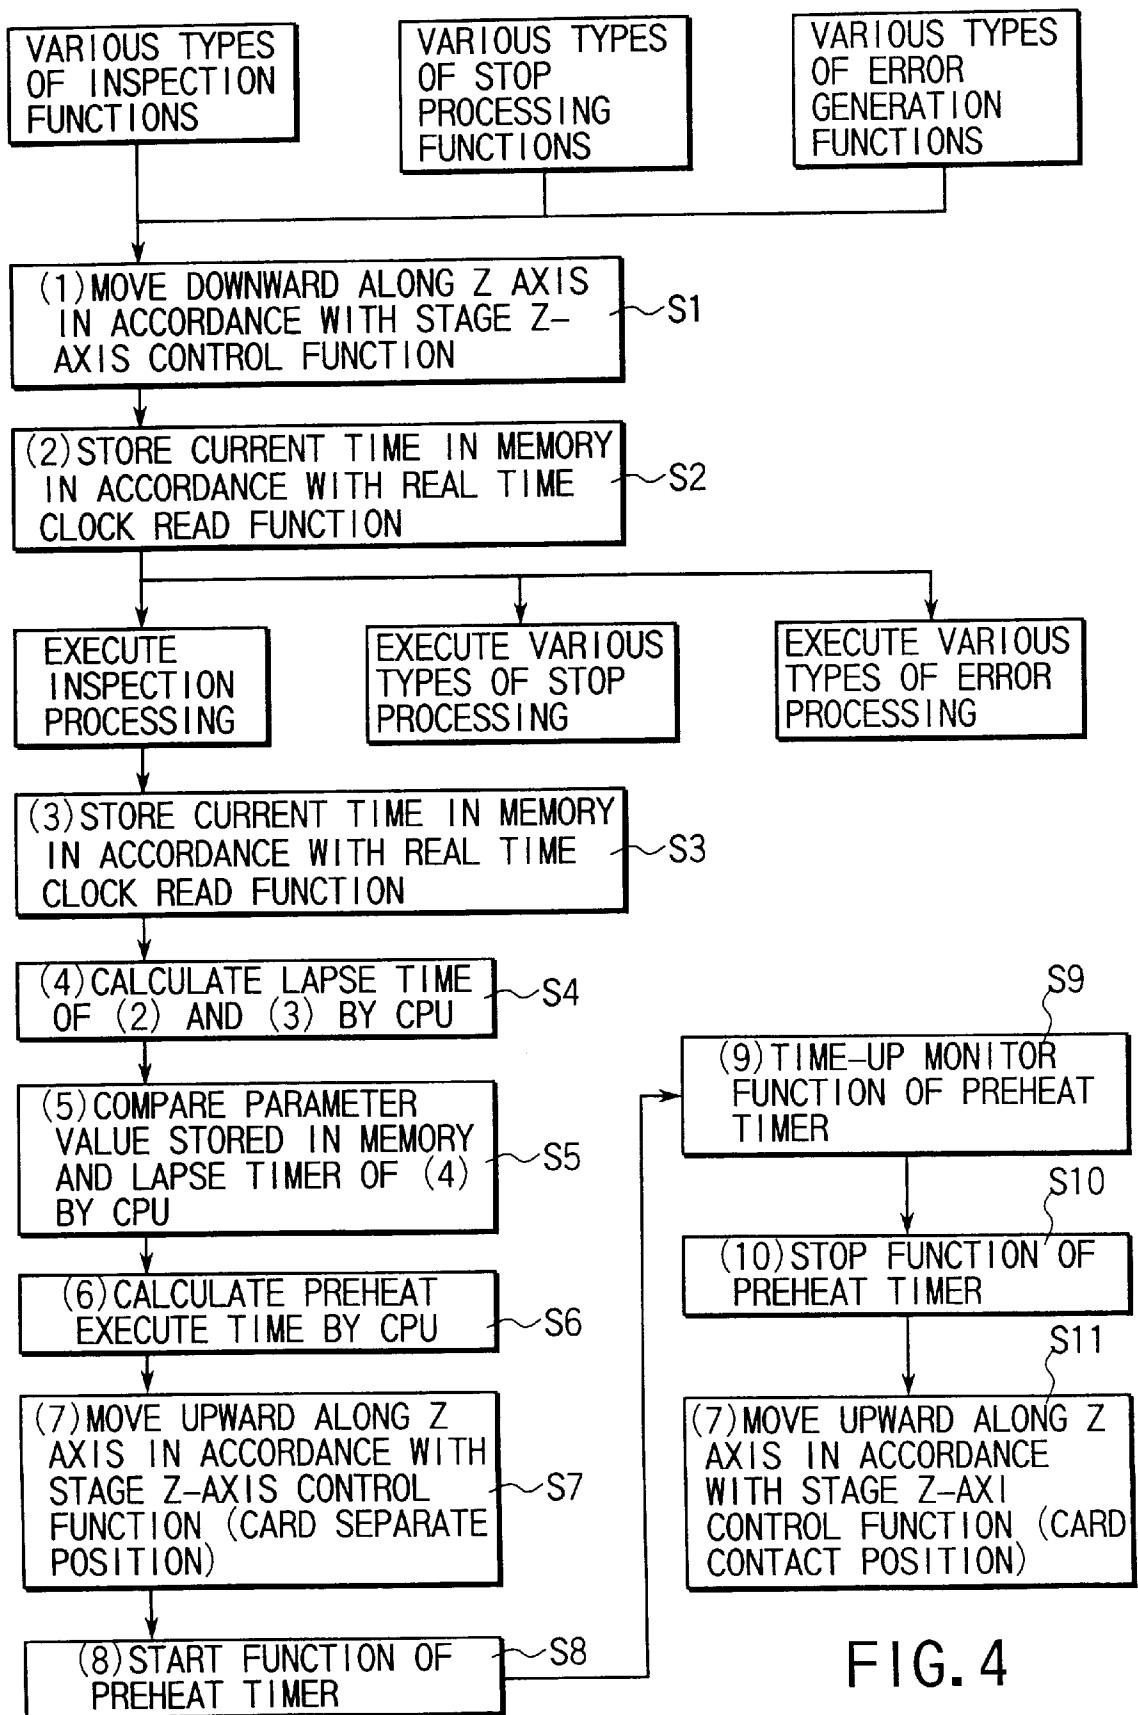 VARIOUS TYPES
OF INSPECTION
FUNCTIONS
VARIOUS TYPES
OF STOP
PROCESSING
FUNCTIONS
VARIOUS TYPES
OF ERROR
GENERATION
FUNCTIONS
(1) MOVE DOWNWARD ALONG Z AXIS
IN ACCORDANCE WITH STAGE Z-
AXIS CONTROL FUNCTION
S1
(2) STORE CURRENT TIME IN MEMORY
IN ACCORDANCE WITH REAL TIME
CLOCK READ FUNCTION
S2
EXECUTE
INSPECTION
PROCESSING
EXECUTE VARIOUS
TYPES OF STOP
PROCESSING
EXECUTE VARIOUS
TYPES OF ERROR
PROCESSING
(3) STORE CURRENT TIME IN MEMORY
IN ACCORDANCE WITH REAL TIME
CLOCK READ FUNCTION
S3
(4) CALCULATE LAPSE TIME
OF (2) AND (3) BY CPU
S4
(5) COMPARE PARAMETER
VALUE STORED IN MEMORY
AND LAPSE TIMER OF (4)
BY CPU
S5
(6) CALCULATE PREHEAT
EXECUTE TIME BY CPU
S6
(7) MOVE UPWARD ALONG Z
AXIS IN ACCORDANCE WITH
STAGE Z-AXIS CONTROL
FUNCTION (CARD SEPARATE
POSITION)
S7
(8) START FUNCTION OF
PREHEAT TIMER
S8
S9
(9) TIME-UP MONITOR
FUNCTION OF PREHEAT
TIMER
S10
(10) STOP FUNCTION OF
PREHEAT TIMER
S11
(7) MOVE UPWARD ALONG Z
AXIS IN ACCORDANCE
WITH STAGE Z-AXI
CONTROL FUNCTION (CARD
CONTACT POSITION)
FIG. 4